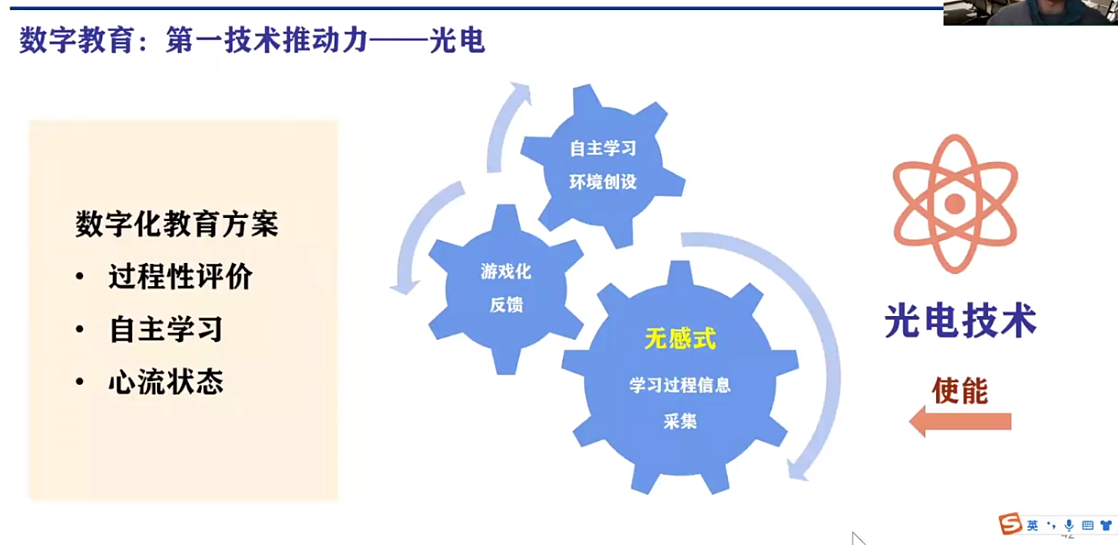 数字教育：第一技术推动力——光电
数字化教育方案
• 过程性评价
• 自主学习
• 心流状态
自主学习
环境创设
游戏化
反馈
无感式
学习过程信息
采集
光电技术
使能
英
42